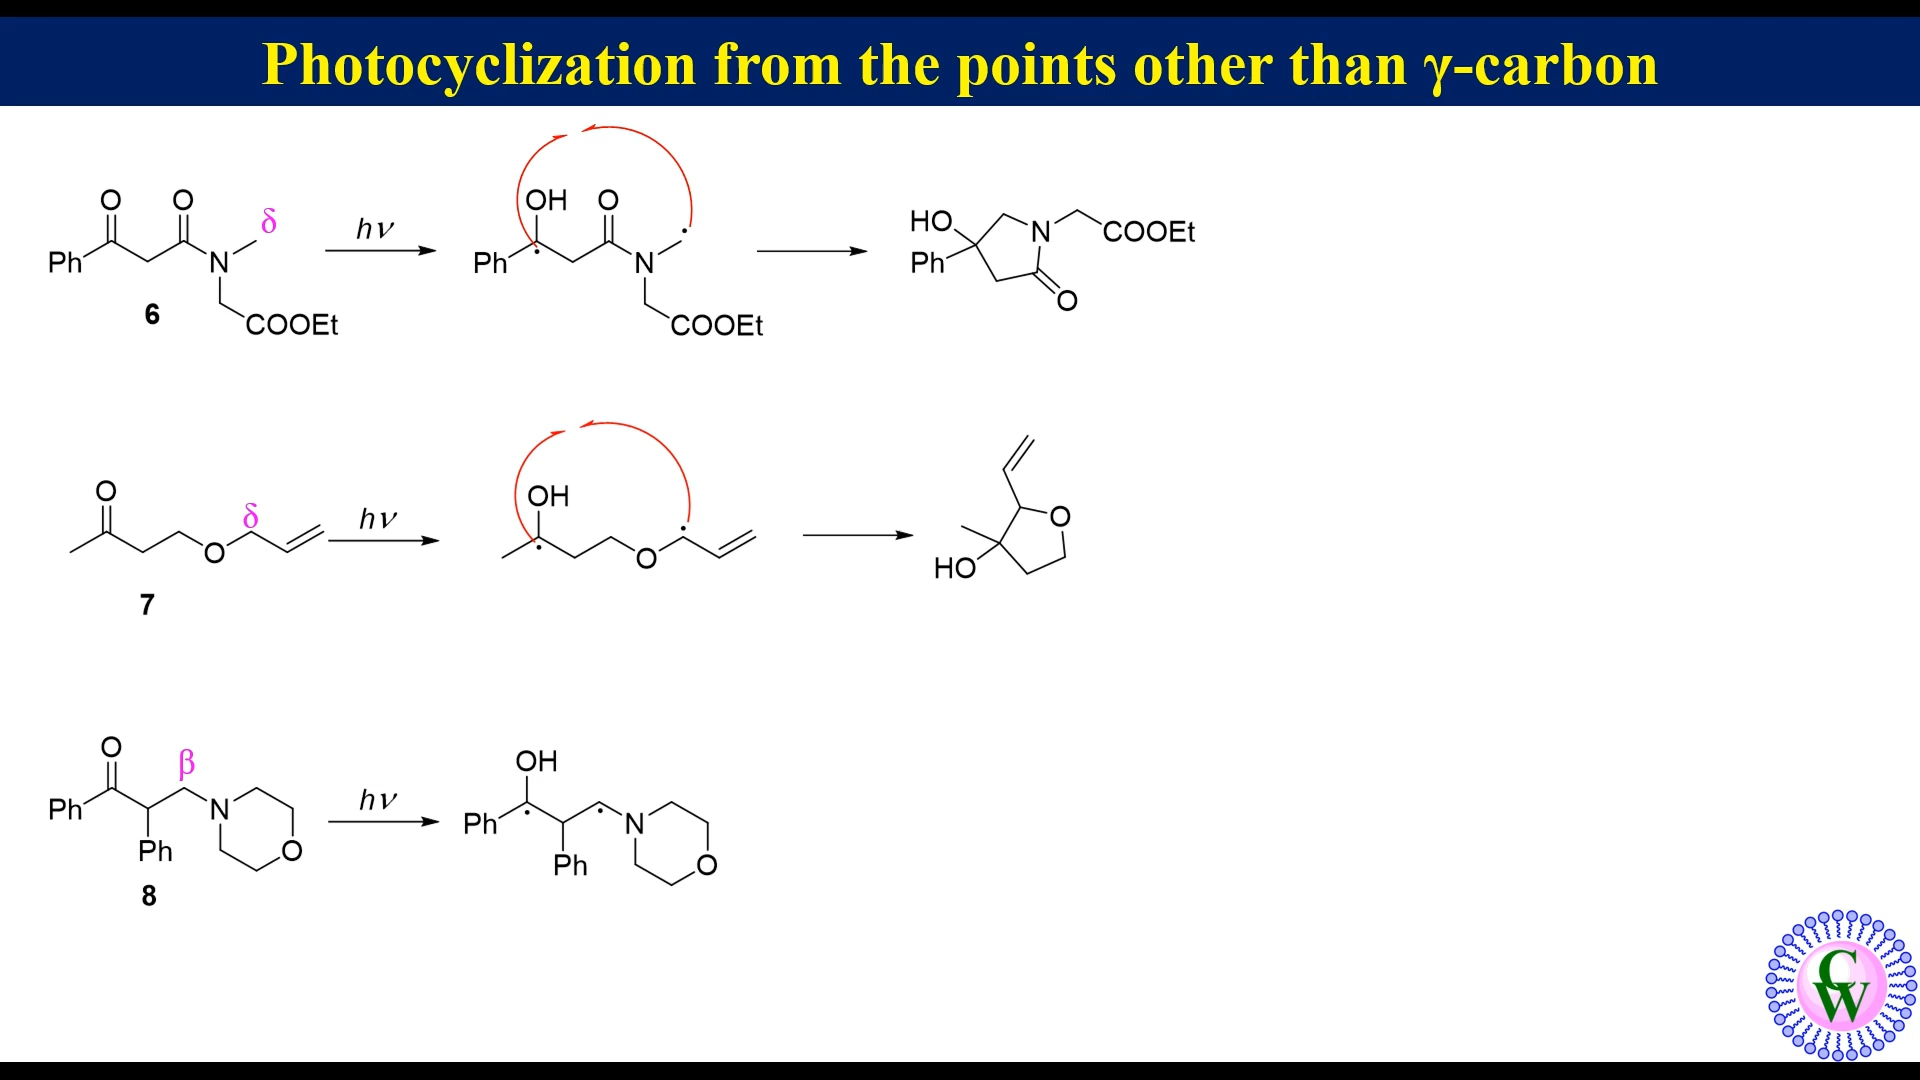 Photocyclization from the points other than γ-carbon
O O δ
Ph N
COOEt
6
hν
OH O
Ph N
COOEt
HO N COOEt
Ph
O
O δ
O
7
hν
OH
O
O
HO
O β
Ph N
Ph O
8
hν
OH
Ph N
Ph O
C
W